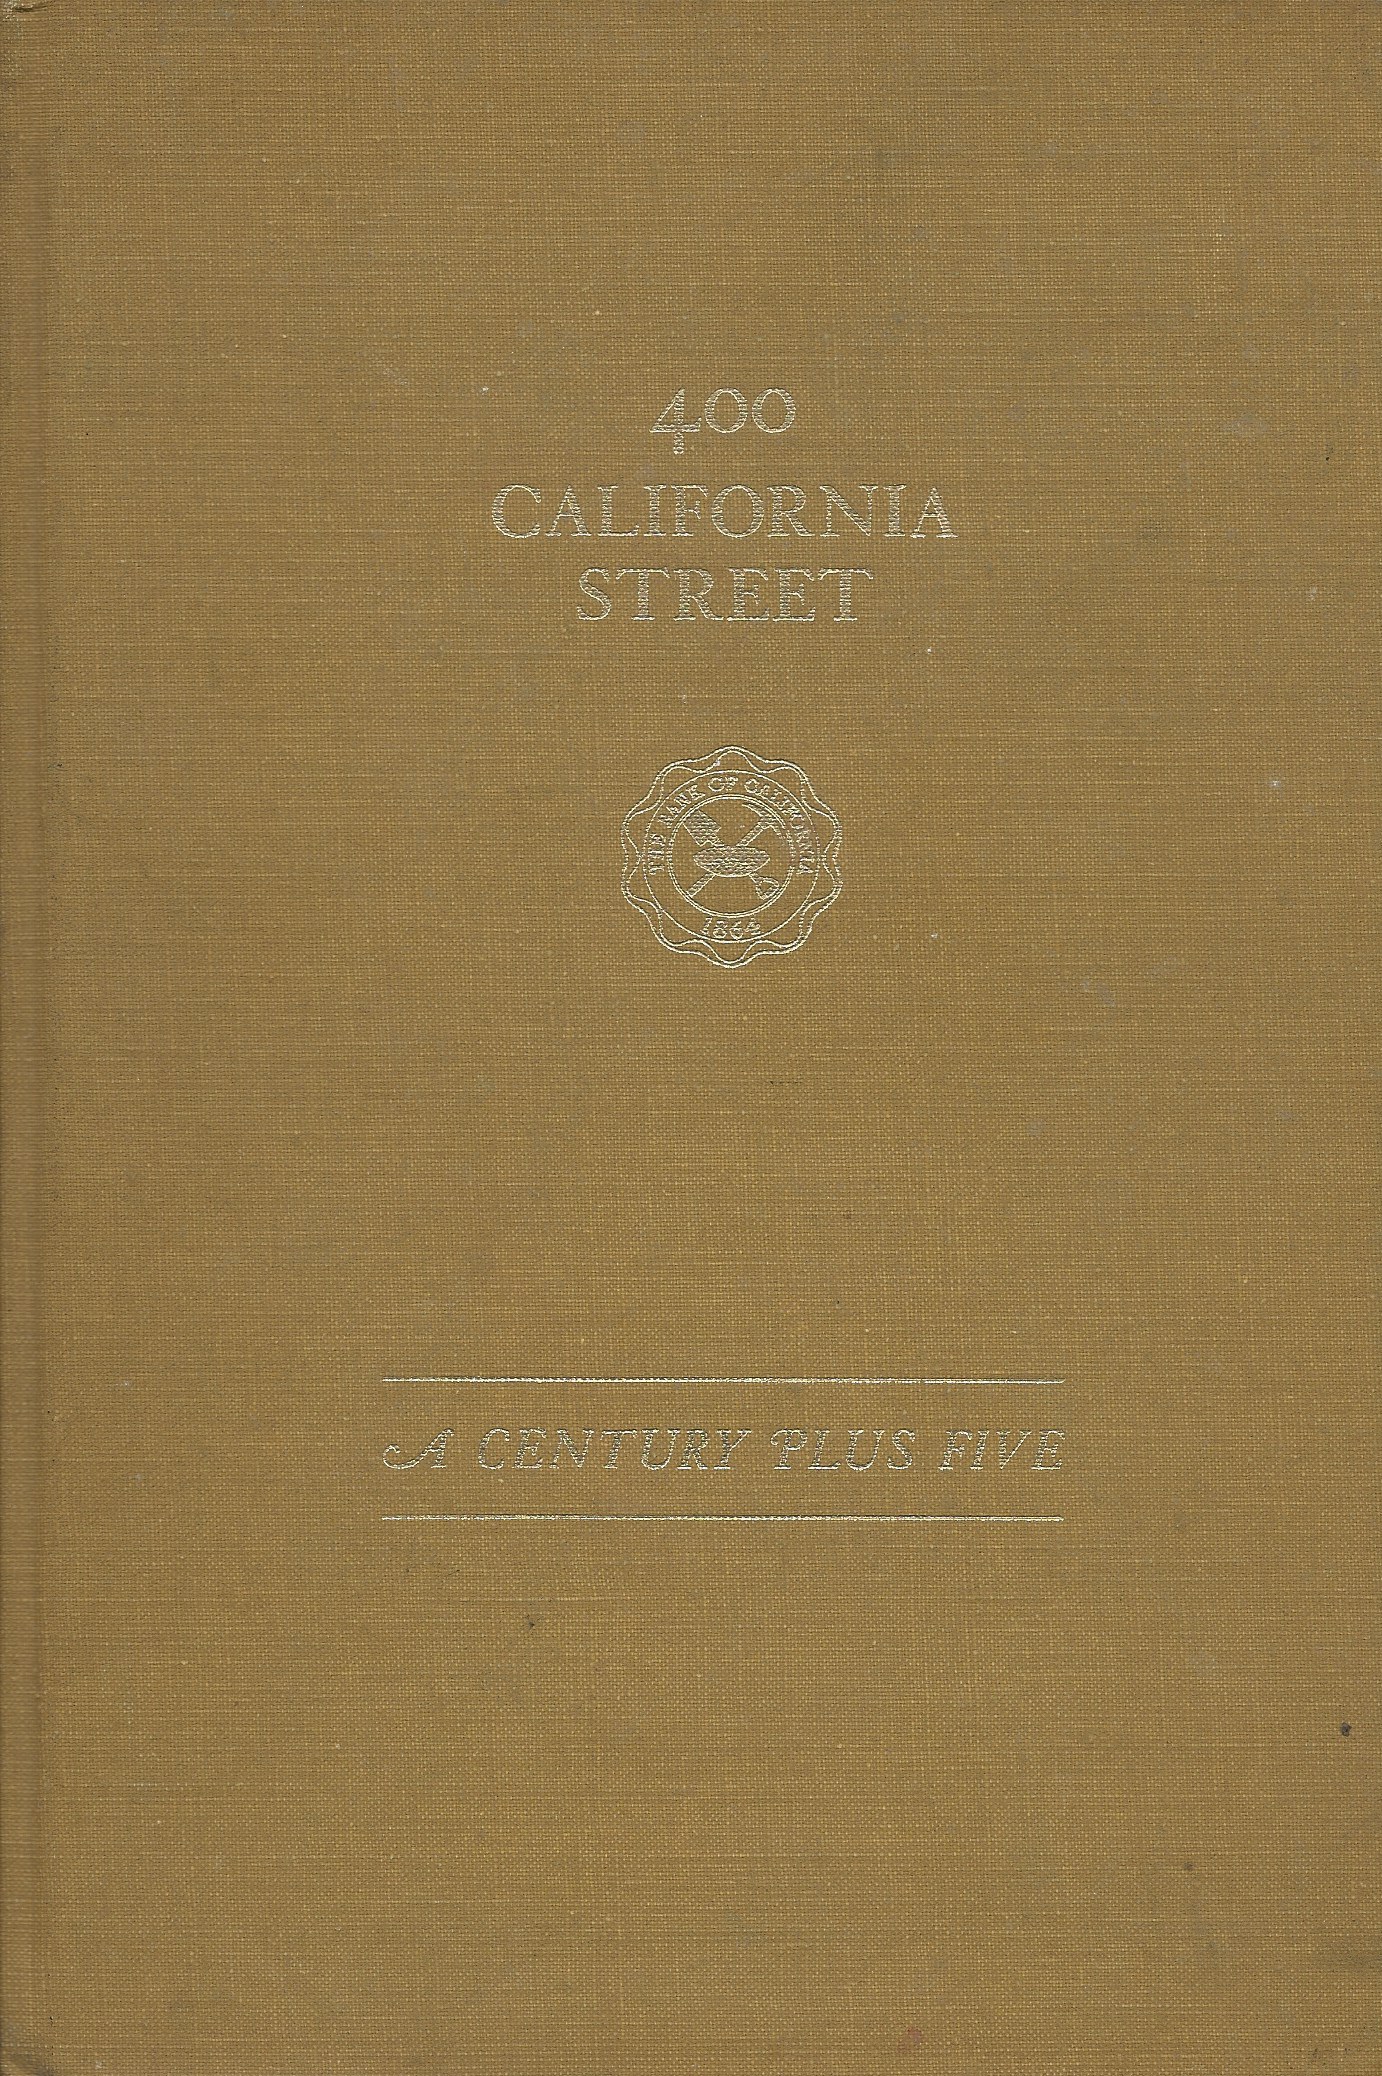 400
CALIFORNIA
STREET
THE BANK OF CALIFORNIA
1864
A CENTURY PLUS FIVE